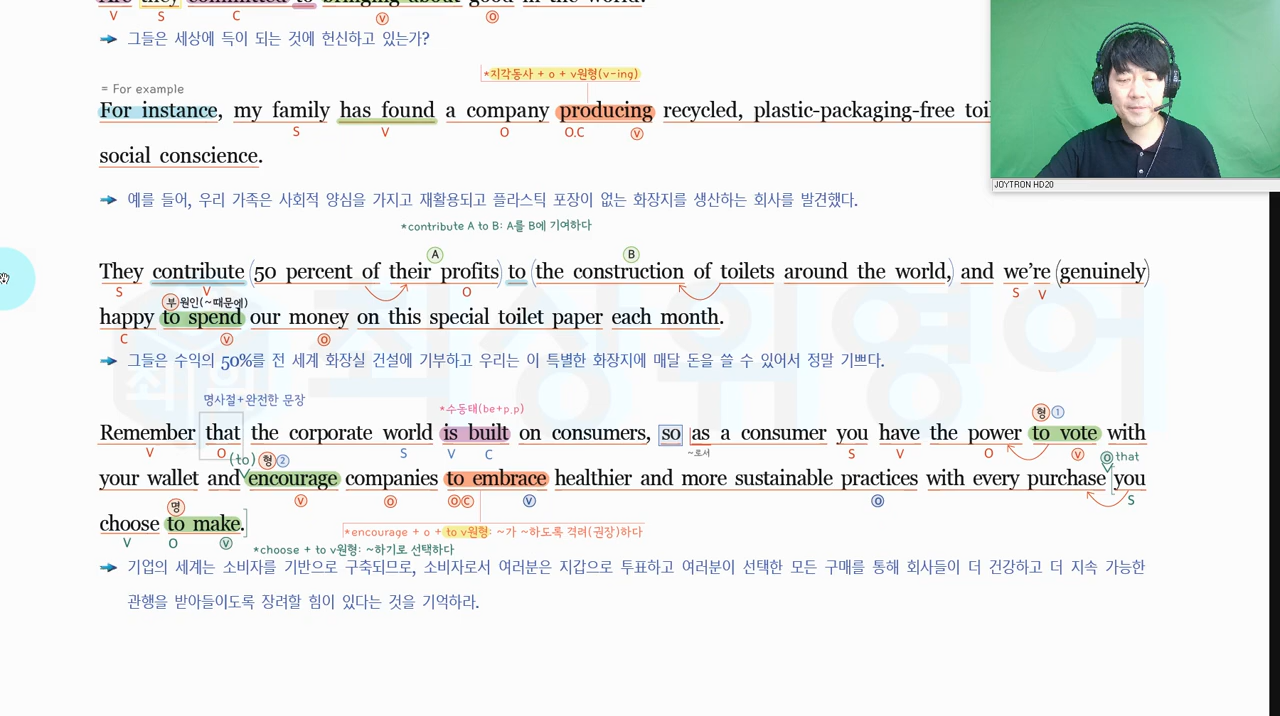 Are they committed to bringing about good in the world?
V S C ⓥ ⓞ
그들은 세상에 득이 되는 것에 헌신하고 있는가?
*지각동사 + o + v원형(v-ing)
= For example
For instance, my family has found a company producing recycled, plastic-packaging-free
S V O O.C ⓥ
social conscience.
예를 들어, 우리 가족은 사회적 양심을 가지고 재활용되고 플라스틱 포장이 없는 화장지를 생산하는 회사를 발견했다.
*contribute A to B: A를 B에 기여하다
A B
They contribute (50 percent of their profits) to (the construction of toilets around the world,) and we're (genuinely)
S V O S V
부 원인(~때문에)
happy to spend our money on this special toilet paper each month.
C ⓥ ⓞ
그들은 수익의 50%를 전 세계 화장실 건설에 기부하고 우리는 이 특별한 화장지에 매달 돈을 쓸 수 있어서 정말 기쁘다.
명사절+완전한 문장
*수동태(be+p.p)
형 ①
Remember that the corporate world is built on consumers, so as a consumer you have the power to vote with
V O S V C ~로서 S V O ⓥ ⓞ that
(to) 형 ②
your wallet and encourage companies to embrace healthier and more sustainable practices with every purchase [you
ⓥ ⓞ ⓞⓒ ⓥ ⓞ S
명
choose to make.]
V O ⓥ
*encourage + o + to v원형: ~가 ~하도록 격려(권장)하다
*choose + to v원형: ~하기로 선택하다
기업의 세계는 소비자를 기반으로 구축되므로, 소비자로서 여러분은 지갑으로 투표하고 여러분이 선택한 모든 구매를 통해 회사들이 더 건강하고 더 지속 가능한
관행을 받아들이도록 장려할 힘이 있다는 것을 기억하라.
최상위영어
JOYTRON HD20